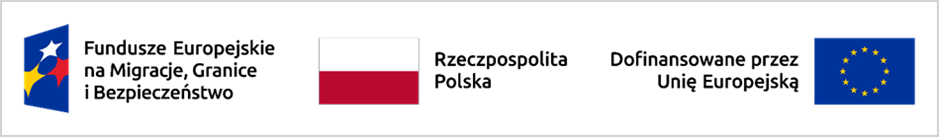 Fundusze Europejskie
na Migracje, Granice
i Bezpieczeństwo
Rzeczpospolita
Polska
Dofinansowane przez
Unię Europejską